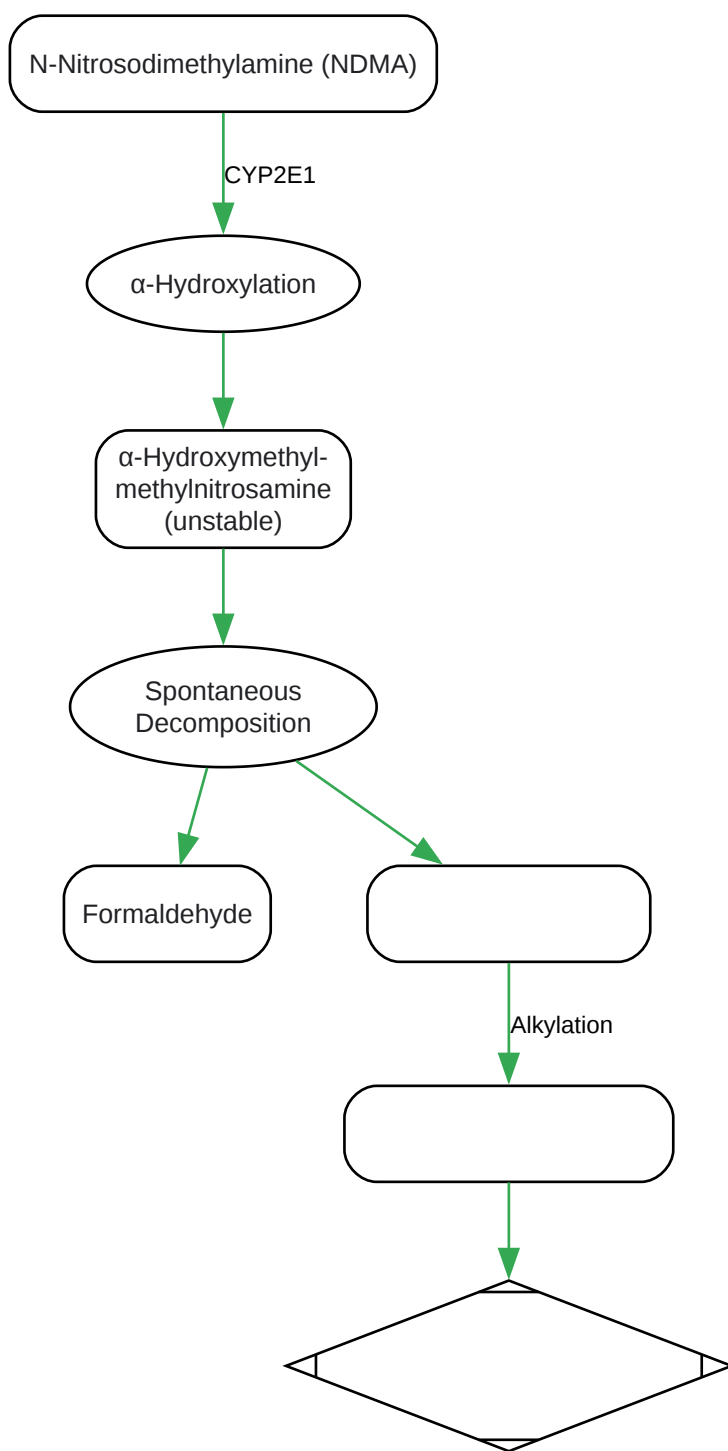 N-Nitrosodimethylamine (NDMA)
CYP2E1
α-Hydroxylation
α-Hydroxymethyl-
methylnitrosamine
(unstable)
Spontaneous
Decomposition
Formaldehyde
Alkylation